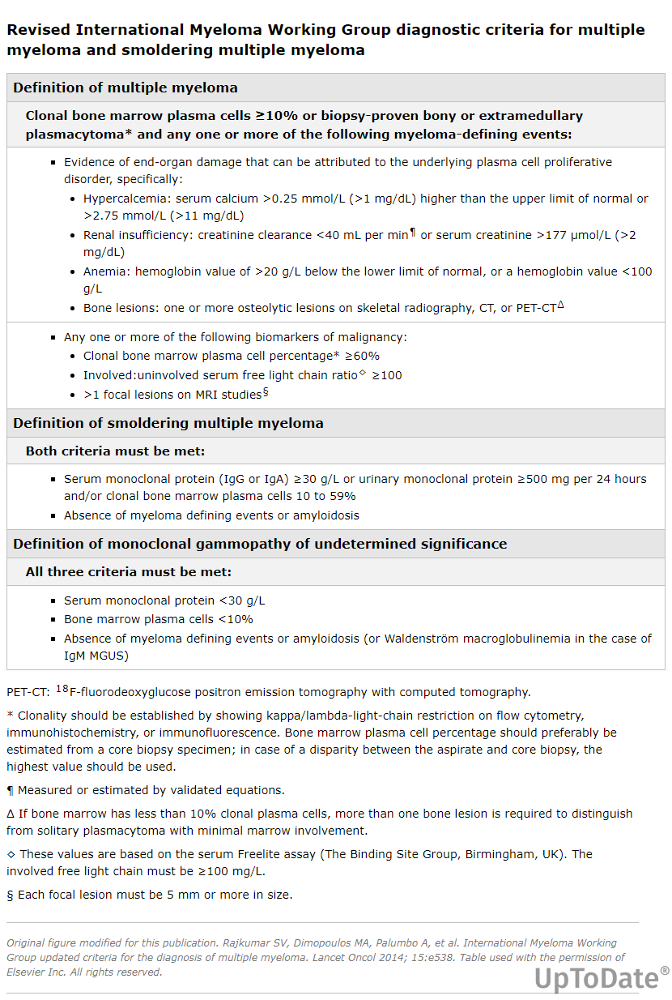 Revised International Myeloma Working Group diagnostic criteria for multiple
myeloma and smoldering multiple myeloma
Definition of multiple myeloma
Clonal bone marrow plasma cells ≥10% or biopsy-proven bony or extramedullary
plasmacytoma* and any one or more of the following myeloma-defining events:
▪ Evidence of end-organ damage that can be attributed to the underlying plasma cell proliferative
disorder, specifically:
• Hypercalcemia: serum calcium >0.25 mmol/L (>1 mg/dL) higher than the upper limit of normal or
>2.75 mmol/L (>11 mg/dL)
• Renal insufficiency: creatinine clearance <40 mL per min¶ or serum creatinine >177 μmol/L (>2
mg/dL)
• Anemia: hemoglobin value of >20 g/L below the lower limit of normal, or a hemoglobin value <100
g/L
• Bone lesions: one or more osteolytic lesions on skeletal radiography, CT, or PET-CTΔ
▪ Any one or more of the following biomarkers of malignancy:
• Clonal bone marrow plasma cell percentage* ≥60%
• Involved:uninvolved serum free light chain ratio◇ ≥100
• >1 focal lesions on MRI studies§
Definition of smoldering multiple myeloma
Both criteria must be met:
▪ Serum monoclonal protein (IgG or IgA) ≥30 g/L or urinary monoclonal protein ≥500 mg per 24 hours
and/or clonal bone marrow plasma cells 10 to 59%
▪ Absence of myeloma defining events or amyloidosis
Definition of monoclonal gammopathy of undetermined significance
All three criteria must be met:
▪ Serum monoclonal protein <30 g/L
▪ Bone marrow plasma cells <10%
▪ Absence of myeloma defining events or amyloidosis (or Waldenström macroglobulinemia in the case of
IgM MGUS)
PET-CT: ¹⁸F-fluorodeoxyglucose positron emission tomography with computed tomography.
* Clonality should be established by showing kappa/lambda-light-chain restriction on flow cytometry,
immunohistochemistry, or immunofluorescence. Bone marrow plasma cell percentage should preferably be
estimated from a core biopsy specimen; in case of a disparity between the aspirate and core biopsy, the
highest value should be used.
¶ Measured or estimated by validated equations.
Δ If bone marrow has less than 10% clonal plasma cells, more than one bone lesion is required to distinguish
from solitary plasmacytoma with minimal marrow involvement.
◇ These values are based on the serum Freelite assay (The Binding Site Group, Birmingham, UK). The
involved free light chain must be ≥100 mg/L.
§ Each focal lesion must be 5 mm or more in size.
Original figure modified for this publication. Rajkumar SV, Dimopoulos MA, Palumbo A, et al. International Myeloma Working
Group updated criteria for the diagnosis of multiple myeloma. Lancet Oncol 2014; 15:e538. Table used with the permission of
Elsevier Inc. All rights reserved.
UpToDate®